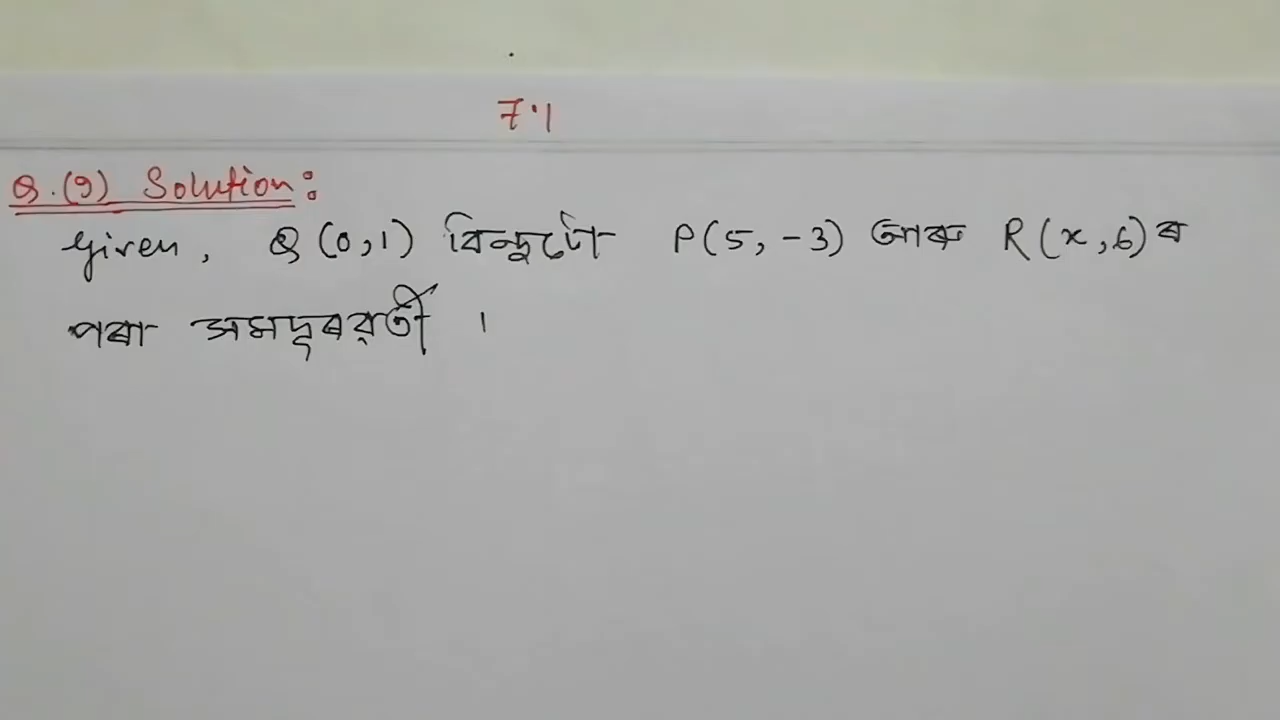 7.1
Q.(9) Solution:
Given, Q(0,1) বিন্দুটো P(5,-3) আৰু R(x,6)ৰ
পৰা সমদূৰৱৰ্তী ।